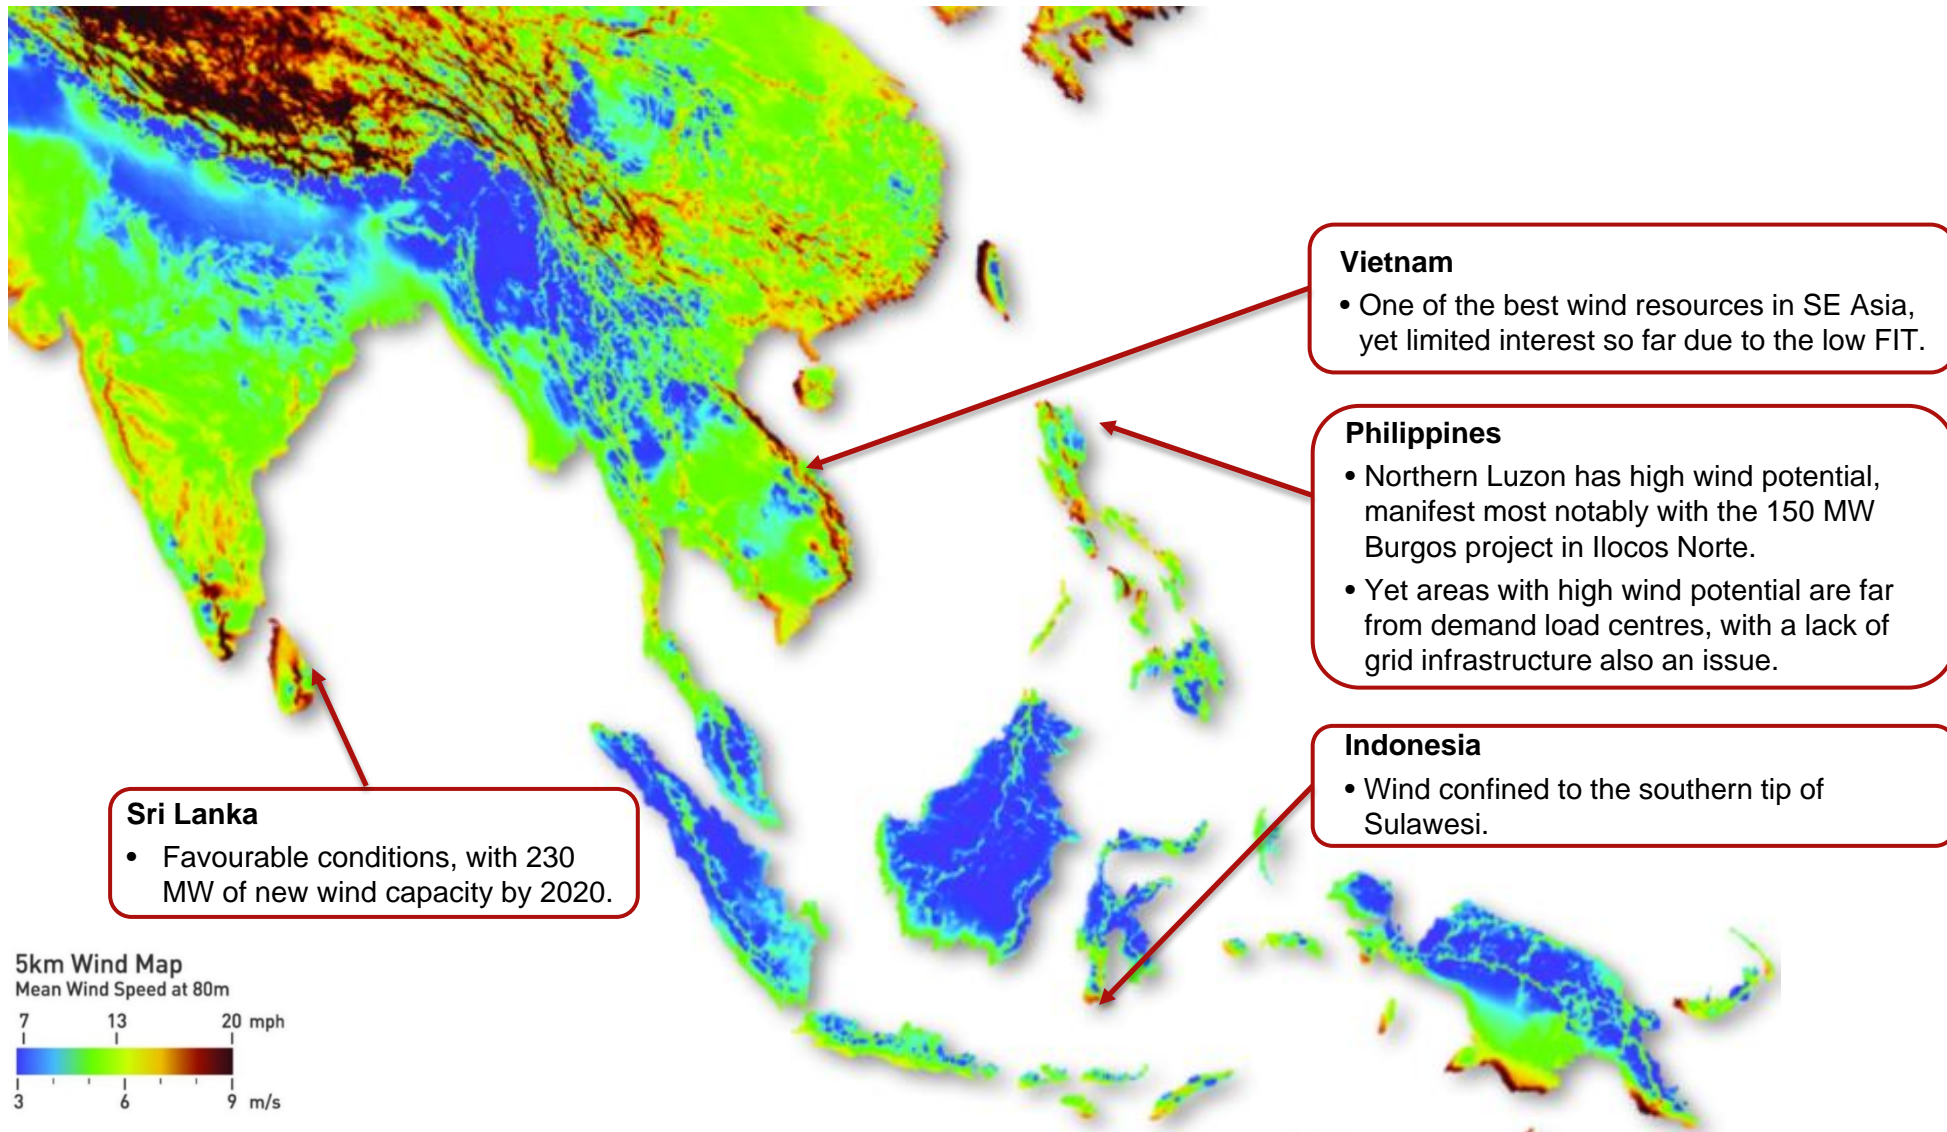 Vietnam
• One of the best wind resources in SE Asia,
yet limited interest so far due to the low FIT.
Philippines
• Northern Luzon has high wind potential,
manifest most notably with the 150 MW
Burgos project in Ilocos Norte.
• Yet areas with high wind potential are far
from demand load centres, with a lack of
grid infrastructure also an issue.
Indonesia
• Wind confined to the southern tip of
Sulawesi.
Sri Lanka
• Favourable conditions, with 230
MW of new wind capacity by 2020.
5km Wind Map
Mean Wind Speed at 80m
7 13 20 mph
3 6 9 m/s